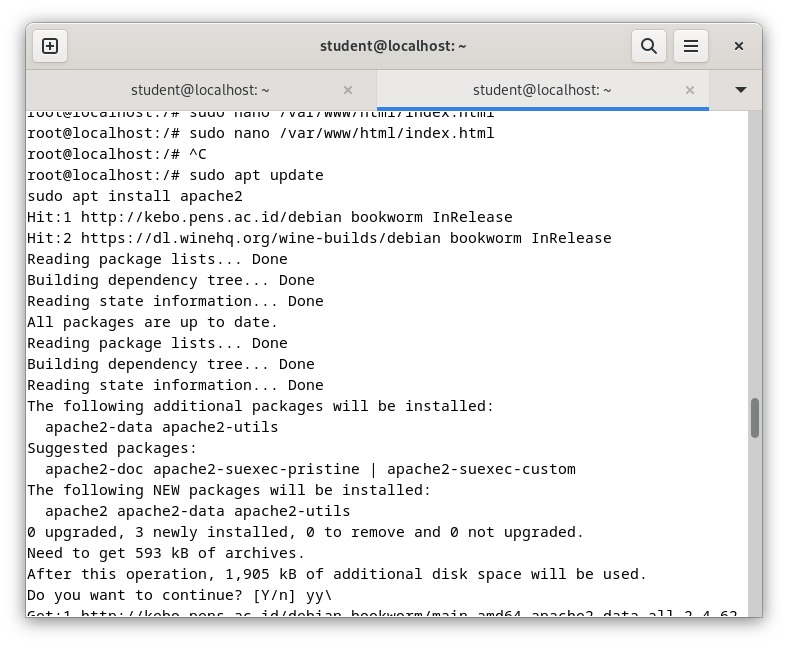 student@localhost: ~
student@localhost: ~
student@localhost: ~
root@localhost:/# sudo nano /var/www/html/index.html
root@localhost:/# sudo nano /var/www/html/index.html
root@localhost:/# ^C
root@localhost:/# sudo apt update
sudo apt install apache2
Hit:1 http://kebo.pens.ac.id/debian bookworm InRelease
Hit:2 https://dl.winehq.org/wine-builds/debian bookworm InRelease
Reading package lists... Done
Building dependency tree... Done
Reading state information... Done
All packages are up to date.
Reading package lists... Done
Building dependency tree... Done
Reading state information... Done
The following additional packages will be installed:
  apache2-data apache2-utils
Suggested packages:
  apache2-doc apache2-suexec-pristine | apache2-suexec-custom
The following NEW packages will be installed:
  apache2 apache2-data apache2-utils
0 upgraded, 3 newly installed, 0 to remove and 0 not upgraded.
Need to get 593 kB of archives.
After this operation, 1,905 kB of additional disk space will be used.
Do you want to continue? [Y/n] yy\
Get:1 http://kebo.pens.ac.id/debian bookworm/main amd64 apache2-data all 2.4.62